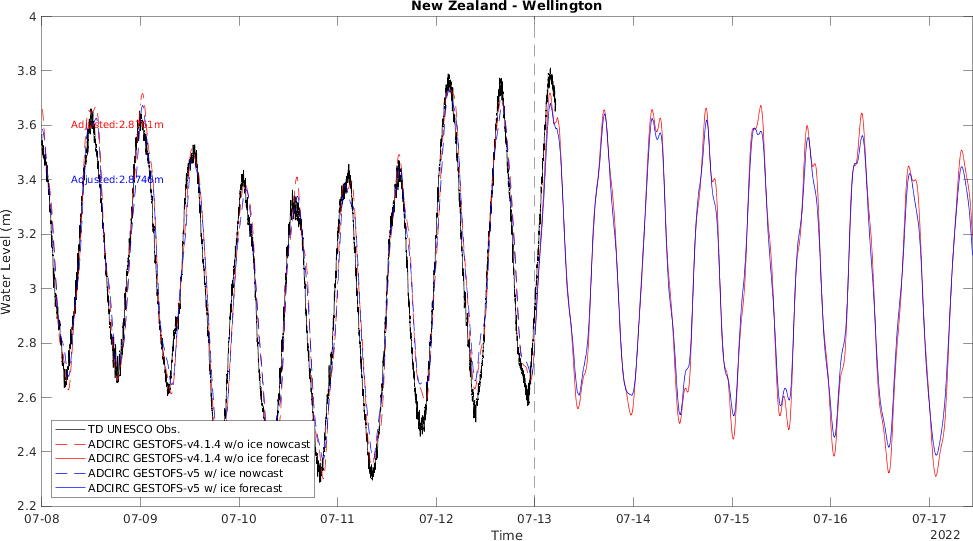 New Zealand - Wellington
4
3.8
3.6
3.4
3.2
3
2.8
2.6
2.4
2.2
Water Level (m)
Adjusted:2.8746m
TD UNESCO Obs.
ADCIRC GESTOFS-v4.1.4 w/o ice nowcast
ADCIRC GESTOFS-v4.1.4 w/o ice forecast
ADCIRC GESTOFS-v5 w/ ice nowcast
ADCIRC GESTOFS-v5 w/ ice forecast
07-08
07-09
07-10
07-11
07-12
07-13
07-14
07-15
07-16
07-17
Time
2022